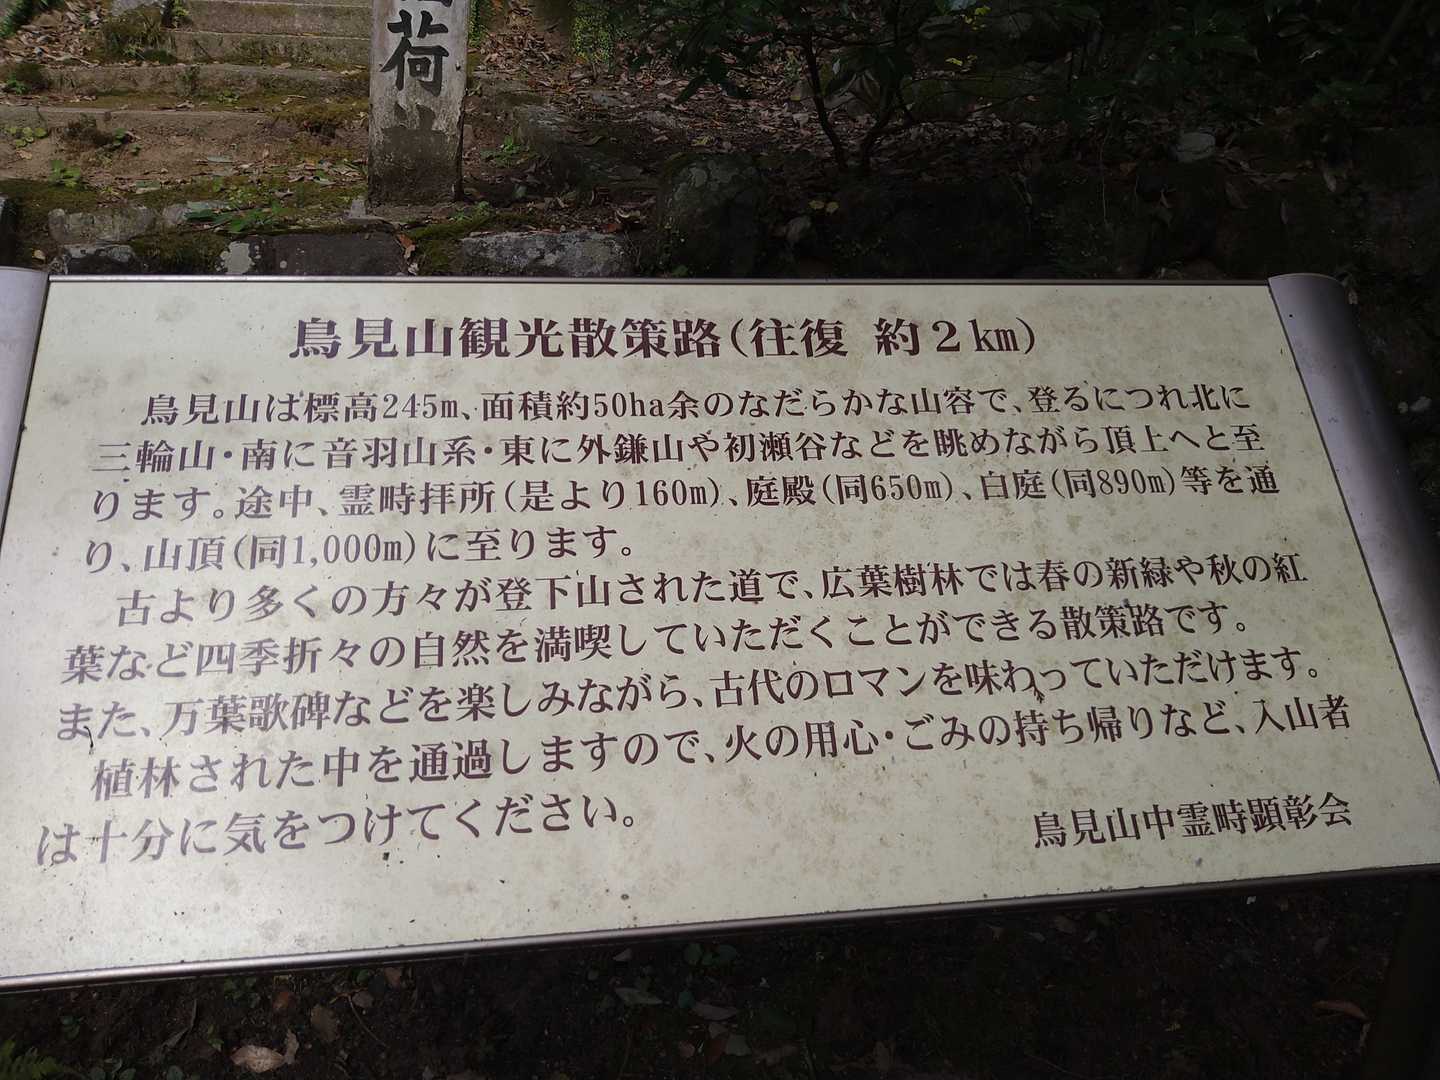 荷
鳥見山観光散策路(往復 約2km)
鳥見山は標高245m、面積約50ha余のなだらかな山容で、登るにつれ北に
三輪山・南に音羽山系・東に外鎌山や初瀬谷などを眺めながら頂上へと至
ります。途中、霊畤拝所(是より160m)、庭殿(同650m)、白庭(同890m)等を通
り、山頂(同1,000m)に至ります。
古より多くの方々が登下山された道で、広葉樹林では春の新緑や秋の紅
葉など四季折々の自然を満喫していただくことができる散策路です。
また、万葉歌碑などを楽しみながら、古代のロマンを味わっていただけます。
植林された中を通過しますので、火の用心・ごみの持ち帰りなど、入山者
は十分に気をつけてください。
鳥見山中霊畤顕彰会